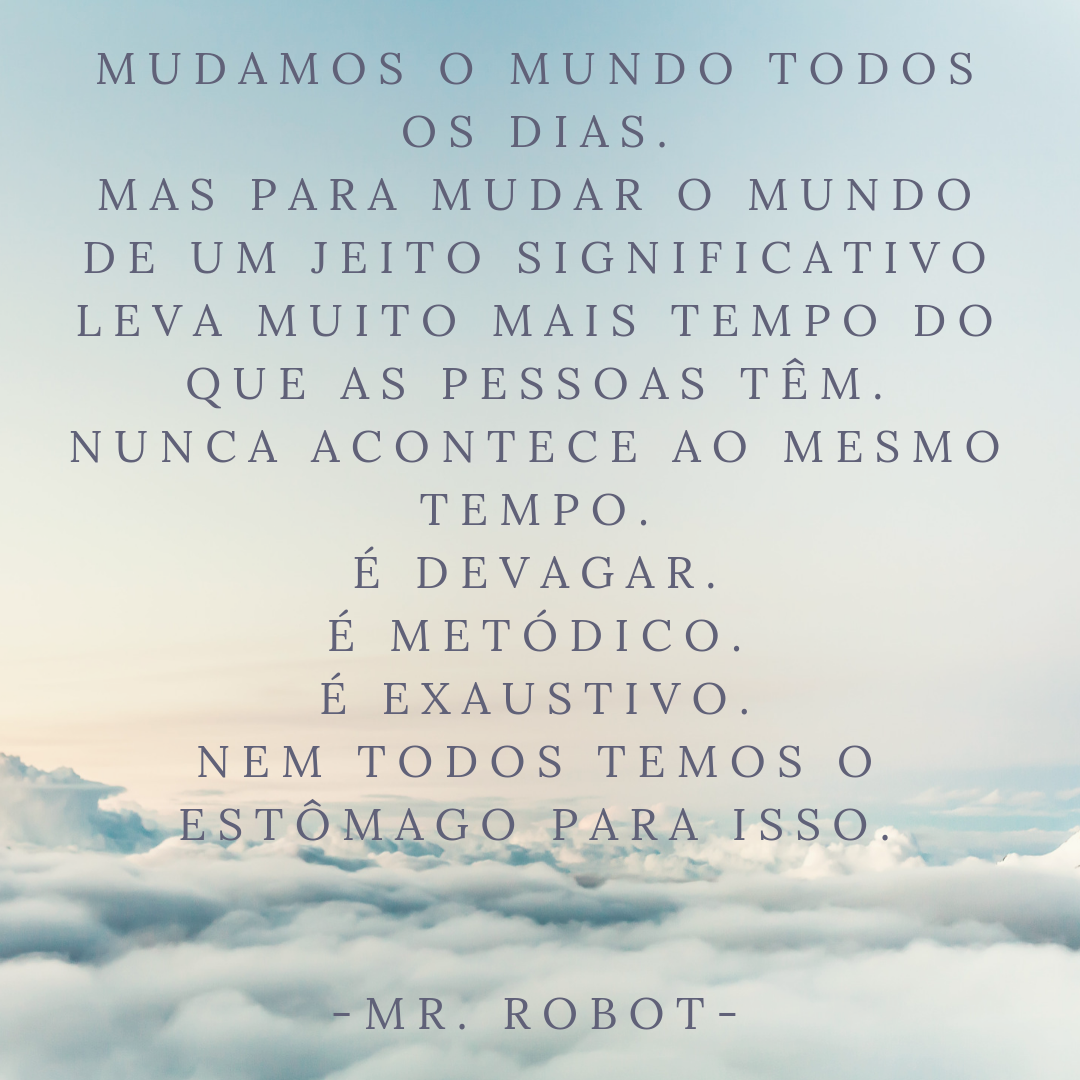 MUDAMOS O MUNDO TODOS
OS DIAS.
MAS PARA MUDAR O MUNDO
DE UM JEITO SIGNIFICATIVO
LEVA MUITO MAIS TEMPO DO
QUE AS PESSOAS TÊM.
NUNCA ACONTECE AO MESMO
TEMPO.
É DEVAGAR.
É METÓDICO.
É EXAUSTIVO.
NEM TODOS TEMOS O
ESTÔMAGO PARA ISSO.
-MR. ROBOT-